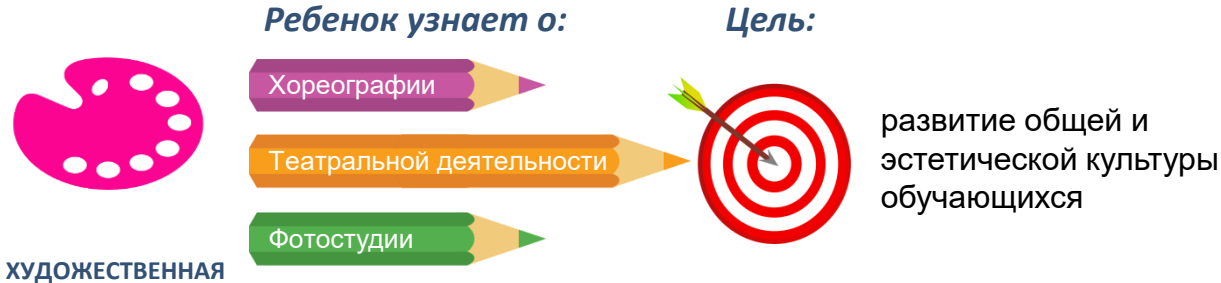 Ребенок узнает о:
Цель:
Хореографии
Театральной деятельности
Фотостудии
развитие общей и
эстетической культуры
обучающихся
ХУДОЖЕСТВЕННАЯ